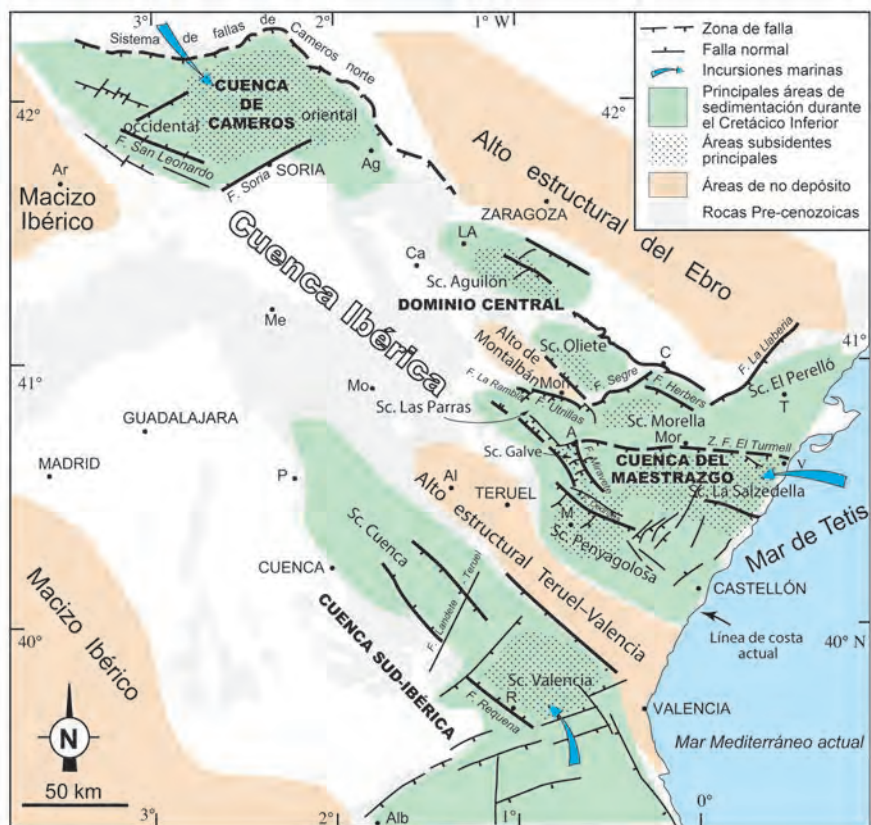 3°
2°
1° W
Zona de falla
Falla normal
Incursiones marinas
Principales áreas de
sedimentación durante
el Cretácico Inferior
Áreas subsidentes
principales
Áreas de no depósito
Rocas Pre-cenozoicas
Sistema de fallas de Cameros norte
CUENCA
DE
CAMEROS
occidental
oriental
F. San Leonardo
F. Soria
SORIA
Ag
42°
42°
Ar
Macizo
Ibérico
Alto estructural del Ebro
ZARAGOZA
LA
Ca
Sc. Aguilón
DOMINIO CENTRAL
Cuenca Ibérica
Me
Mo
Alto de
Montalbán
Sc. Oliete
C
F. La Llaberia
41°
41°
Mon
F. Segre
F. Herbers
Sc. El Perelló
T
F. La Rambla
F. Utrillas
Sc. Las Parras
Sc. Morella
Mor
Z. F. El Turmell
A
Sc. Galve
F. Miravete
CUENCA DEL
MAESTRAZGO
V
Sc. La Salzedella
GUADALAJARA
MADRID
P
Al
TERUEL
M
Sc. Penyagolosa
Mar de Tetis
Alto estructural Teruel-Valencia
Sc. Cuenca
CUENCA
F. Landete - Teruel
CASTELLÓN
Línea de costa
actual
Macizo Ibérico
40°
40° N
CUENCA SUD-IBÉRICA
Sc. Valencia
R
F. Requena
VALENCIA
Mar Mediterráneo actual
N
50 km
3°
2°
Alb
1°
0°